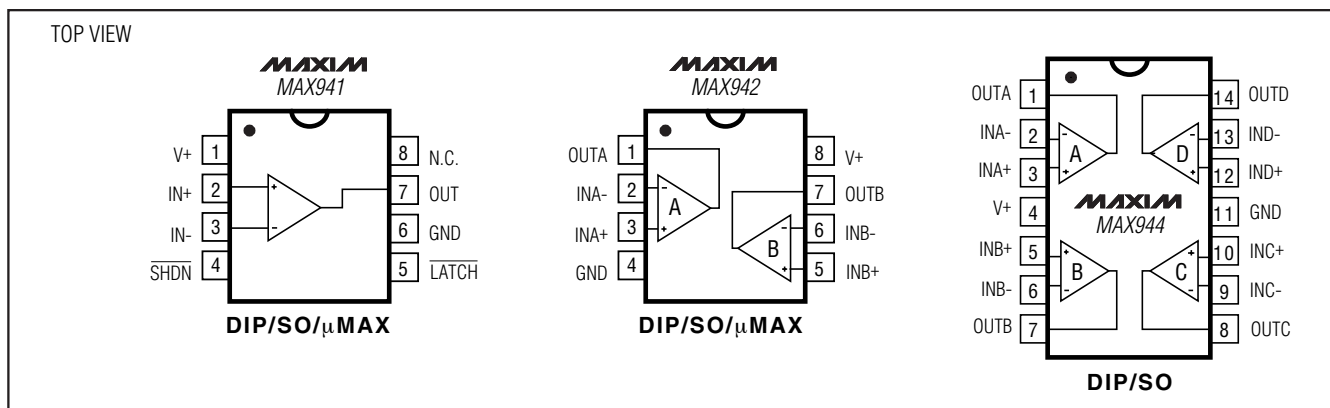 TOP VIEW
MAXIM
MAX941
V+ 1
IN+ 2
IN- 3
SHDN 4
8 N.C.
7 OUT
6 GND
5 LATCH
+
-
DIP/SO/µMAX
MAXIM
MAX942
OUTA 1
INA- 2
INA+ 3
GND 4
8 V+
7 OUTB
6 INB-
5 INB+
-
A
+
-
B
+
DIP/SO/µMAX
OUTA 1
INA- 2
INA+ 3
V+ 4
INB+ 5
INB- 6
OUTB 7
14 OUTD
13 IND-
12 IND+
11 GND
10 INC+
9 INC-
8 OUTC
-
A
+
-
D
+
MAXIM
MAX944
+
B
-
+
C
-
DIP/SO